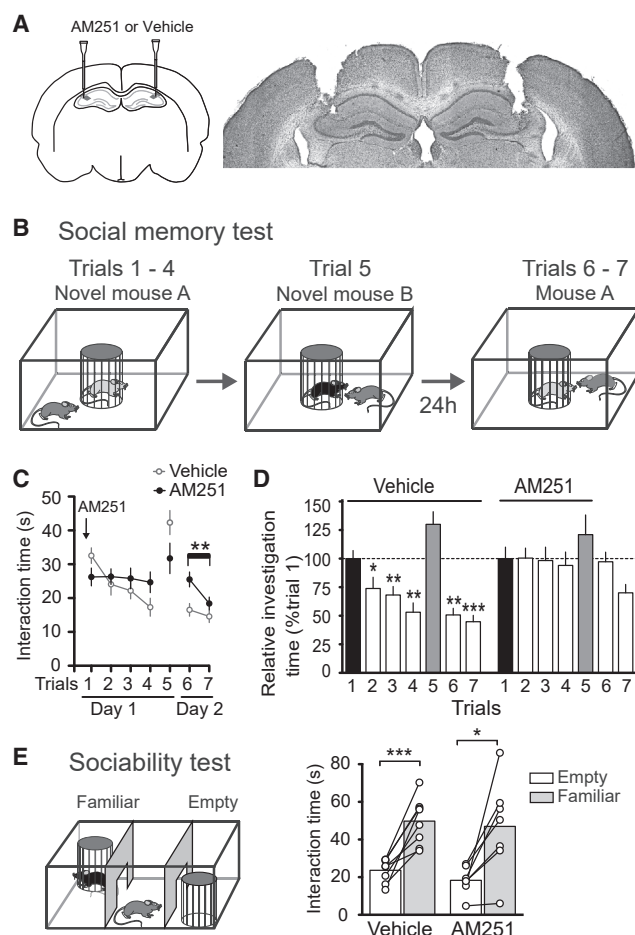 A
AM251 or Vehicle
B Social memory test
Trials 1 - 4
Novel mouse A
Trial 5
Novel mouse B
Trials 6 - 7
Mouse A
24h
C
Vehicle
AM251
AM251
Interaction time (s)
50
40
30
20
10
0
**
Trials 1 2 3 4 5 6 7
Day 1 Day 2
D
Vehicle AM251
Relative investigation
time (%trial 1)
150
125
100
75
50
25
0
* ** ** ** ***
1 2 3 4 5 6 7 1 2 3 4 5 6 7
Trials
E Sociability test
Familiar Empty
Interaction time (s)
80
60
40
20
0
*** *
Empty
Familiar
Vehicle AM251